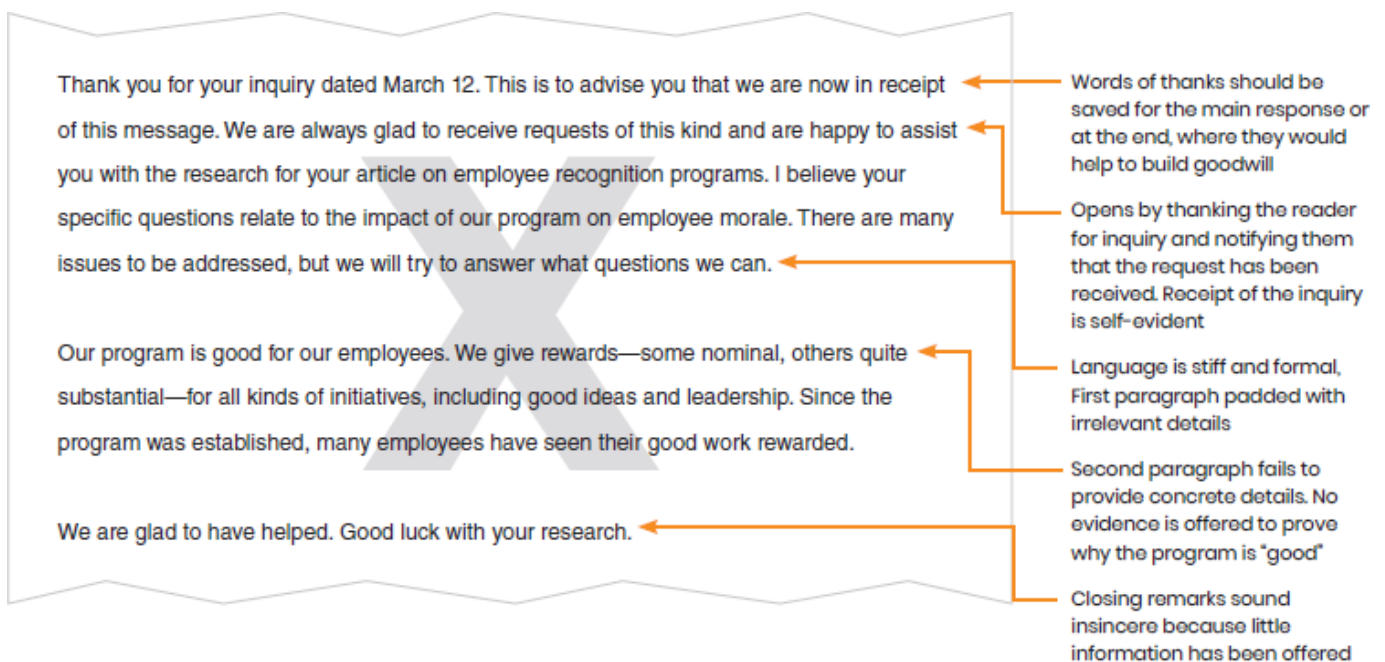 Thank you for your inquiry dated March 12. This is to advise you that we are now in receipt
of this message. We are always glad to receive requests of this kind and are happy to assist
you with the research for your article on employee recognition programs. I believe your
specific questions relate to the impact of our program on employee morale. There are many
issues to be addressed, but we will try to answer what questions we can.
Our program is good for our employees. We give rewards—some nominal, others quite
substantial—for all kinds of initiatives, including good ideas and leadership. Since the
program was established, many employees have seen their good work rewarded.
We are glad to have helped. Good luck with your research.
X
Words of thanks should be
saved for the main response or
at the end, where they would
help to build goodwill
Opens by thanking the reader
for inquiry and notifying them
that the request has been
received. Receipt of the inquiry
is self-evident
Language is stiff and formal,
First paragraph padded with
irrelevant details
Second paragraph fails to
provide concrete details. No
evidence is offered to prove
why the program is “good”
Closing remarks sound
insincere because little
information has been offered